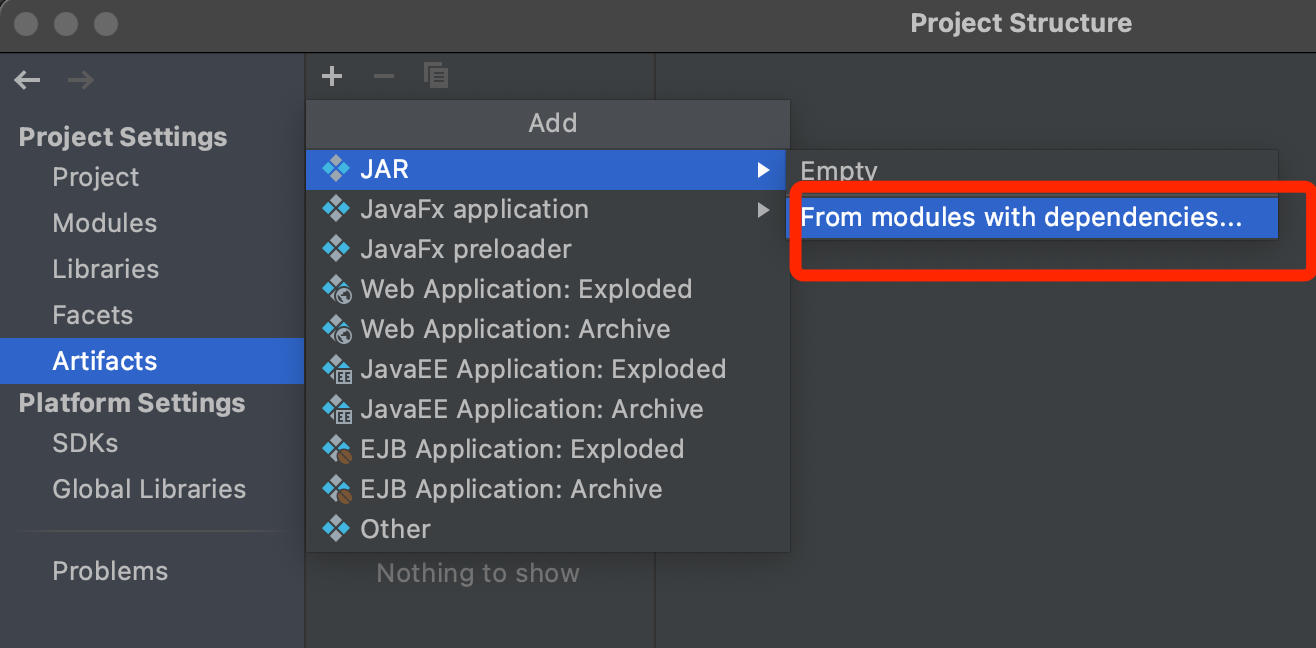 Project Structure
Project Settings
Project
Modules
Libraries
Facets
Artifacts
Platform Settings
SDKs
Global Libraries
Problems
Add
JAR
JavaFx application
JavaFx preloader
Web Application: Exploded
Web Application: Archive
JavaEE Application: Exploded
JavaEE Application: Archive
EJB Application: Exploded
EJB Application: Archive
Other
Nothing to show
Empty
From modules with dependencies...